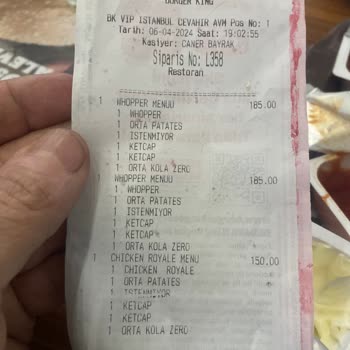 BURGER KING
BK VIP ISTANBUL CEVAHIR AVM Pos No: 1
Tarih: 06-04-2024 Saat: 19:02:55
Kasiyer: CANER BAYRAK
Siparis No: L358
Restoran
1 WHOPPER MENUU 185.00
1 WHOPPER
1 ORTA PATATES
1 ISTENMIYOR
1 KETCAP
1 KETCAP
1 ORTA KOLA ZERO
1 WHOPPER MENUU 185.00
1 WHOPPER
1 ORTA PATATES
1 ISTENMIYOR
1 KETCAP
1 KETCAP
1 ORTA KOLA ZERO
1 CHICKEN ROYALE MENU 150.00
1 CHICKEN ROYALE
1 ORTA PATATES
1 ISTENMIYOR
1 KETCAP
1 KETCAP
1 ORTA KOLA ZERO